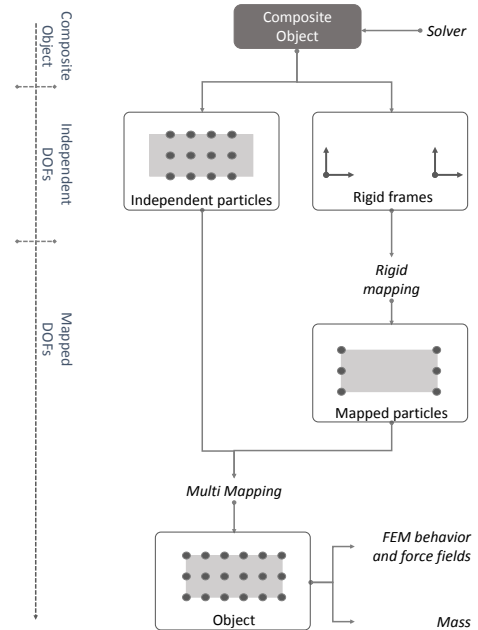 Composite
Object
Solver
Composite
Object
Independent
DOFs
Independent particles
Rigid frames
Rigid
mapping
Mapped
DOFs
Mapped particles
Multi Mapping
FEM behavior
and force fields
Object
Mass